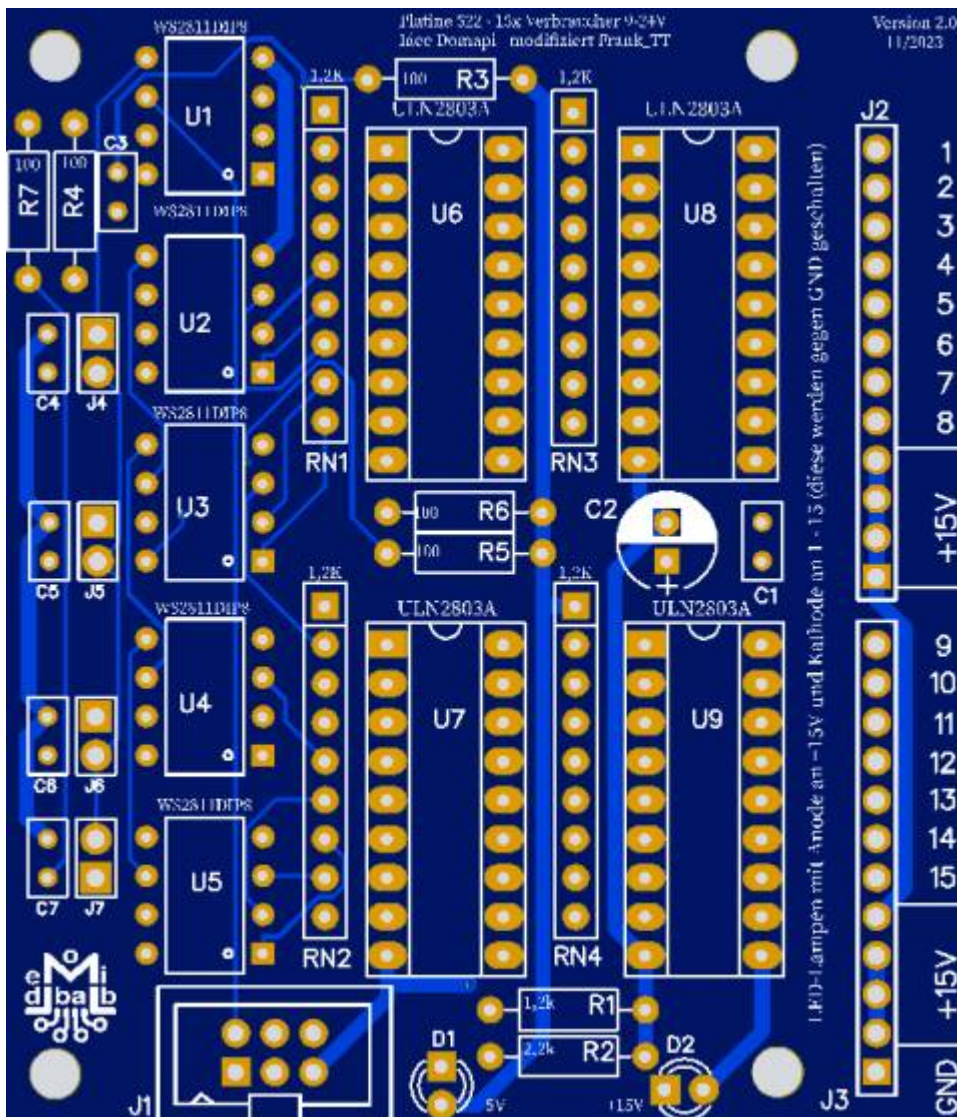 Platine S22 - 15x Verbraucher 9-24V
Idee Domapi modifiziert Frank_TT
Version 2.0
11/2023
WS2811DIP8
U1
1,2K
100
R3
1,2K
ULN2803A
ULN2803A
J2
C3
100
R7
100
R4
U6
U8
1
2
3
4
5
6
7
8
+15V
WS2811DIP8
U2
C4
J4
WS2811DIP8
U3
RN1
RN3
100
R6
100
R5
C2
+
C1
C5
J5
1,2K
1,2K
WS2811DIP8
ULN2803A
ULN2803A
U4
U7
U9
9
10
11
12
13
14
15
+15V
GND
C6
J6
WS2811DIP8
U5
C7
J7
RN2
RN4
LED-Lampen mit Anode an +15V und Kathode an 1 - 15 (diese werden gegen GND geschalten)
1,2k
R1
2,2k
R2
D1
D2
5V
+15V
J1
J3